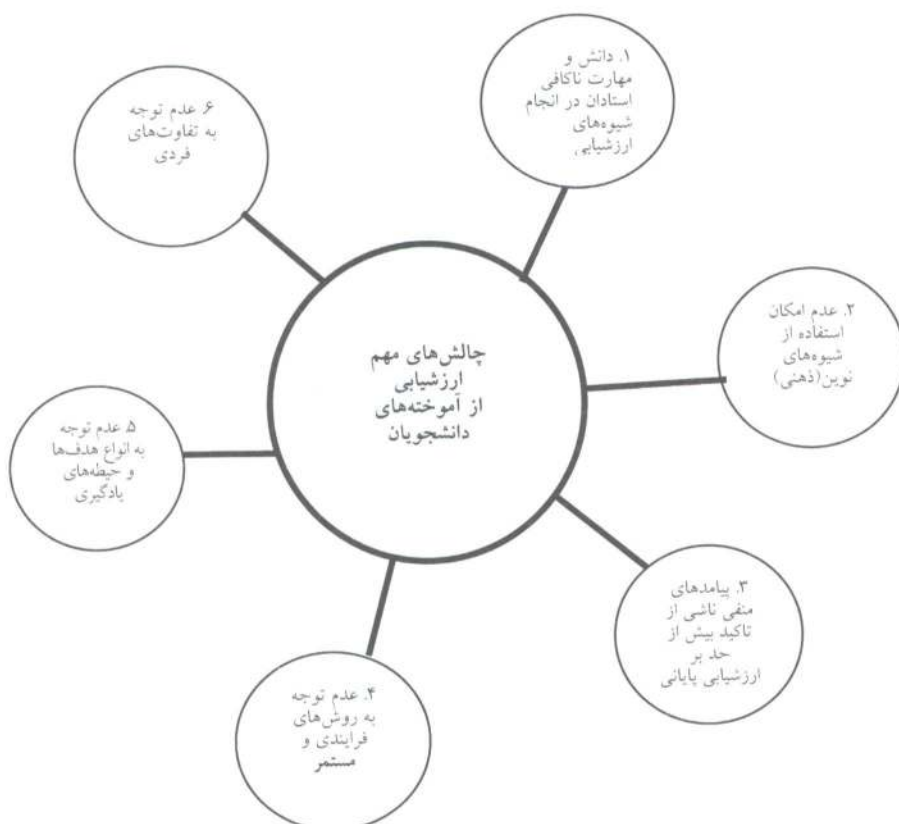 چالش‌های مهم
ارزشیابی
از آموخته‌های
دانشجویان
۱. دانش و
مهارت ناکافی
استادان در انجام
شیوه‌های
ارزشیابی
۲. عدم امکان
استفاده از
شیوه‌های
نوین(ذهنی)
۳. پیامدهای
منفی ناشی از
تاکید بیش از
حد بر
ارزشیابی پایانی
۴. عدم توجه
به روش‌های
فرایندی و
مستمر
۵ عدم توجه
به انواع هدف‌ها
و حیطه‌های
یادگیری
۶ عدم توجه
به تفاوت‌های
فردی